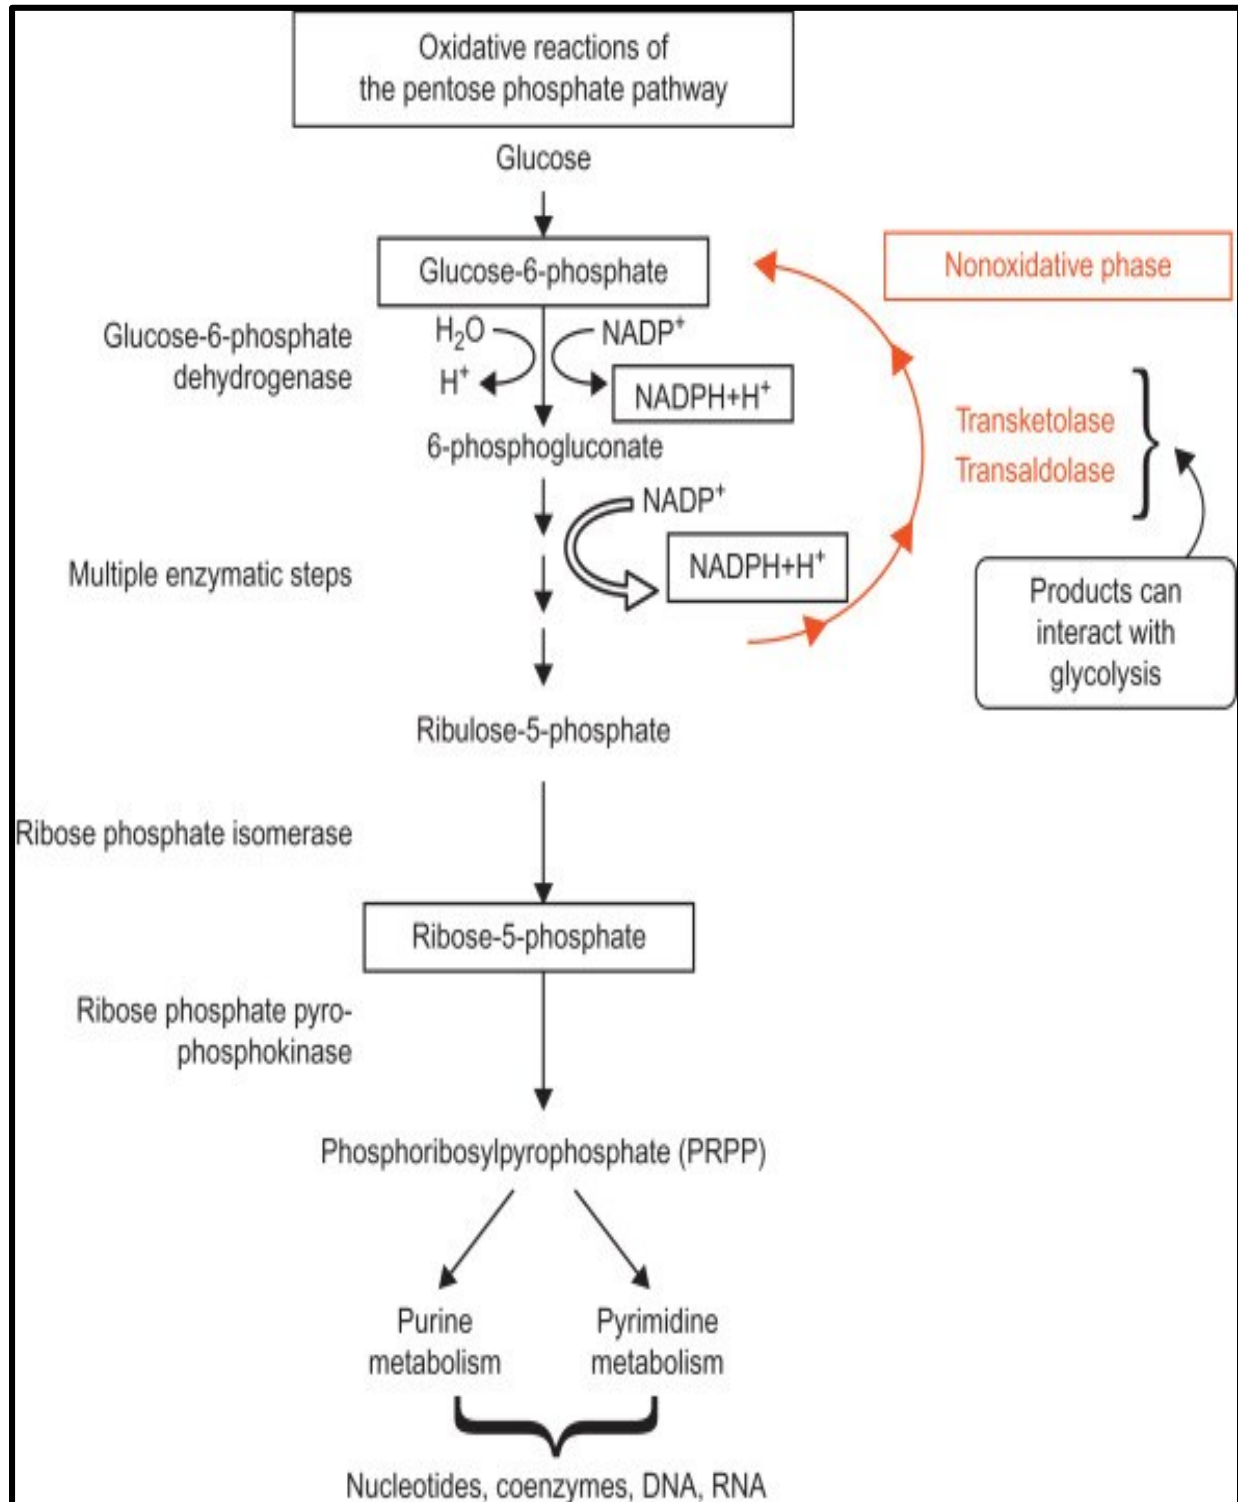 Oxidative reactions of
the pentose phosphate pathway
Glucose
Glucose-6-phosphate
Nonoxidative phase
Glucose-6-phosphate
dehydrogenase
H₂O
NADP⁺
H⁺
NADPH+H⁺
6-phosphogluconate
Transketolase
Transaldolase
NADP⁺
Multiple enzymatic steps
NADPH+H⁺
Products can
interact with
glycolysis
Ribulose-5-phosphate
Ribose phosphate isomerase
Ribose-5-phosphate
Ribose phosphate pyro-
phosphokinase
Phosphoribosylpyrophosphate (PRPP)
Purine
metabolism
Pyrimidine
metabolism
Nucleotides, coenzymes, DNA, RNA